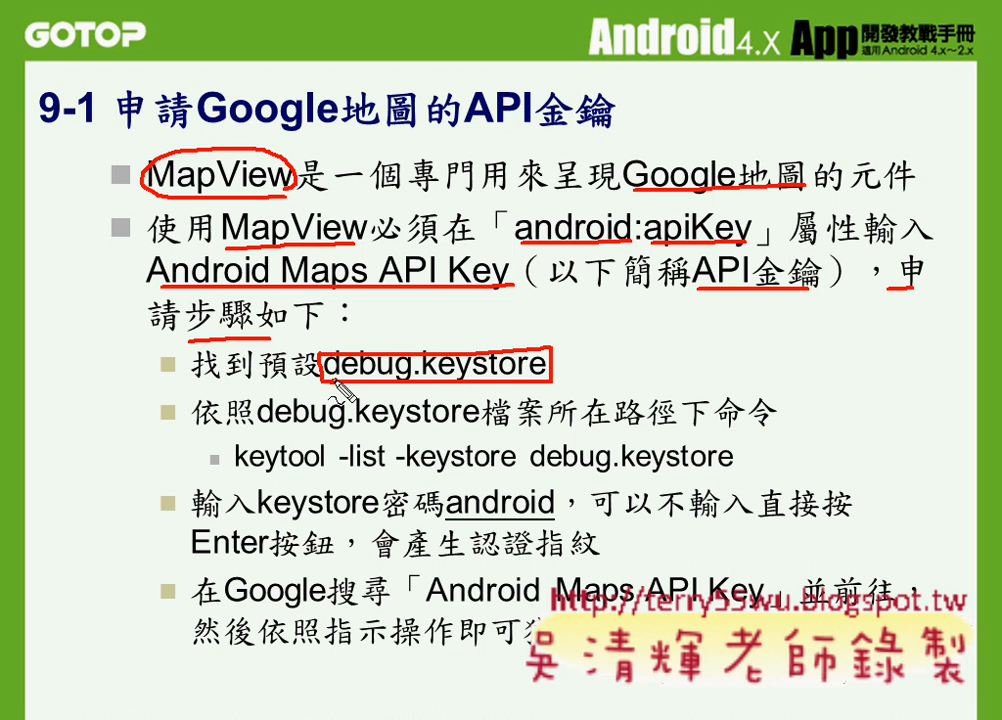 GOTOP
Android 4.x App 開發教戰手冊
適用Android 4.x~2.x
9-1 申請Google地圖的API金鑰
MapView是一個專門用來呈現Google地圖的元件
使用MapView必須在「android:apiKey」屬性輸入
Android Maps API Key（以下簡稱API金鑰），申
請步驟如下：
找到預設debug.keystore
依照debug.keystore檔案所在路徑下命令
keytool -list -keystore debug.keystore
輸入keystore密碼android，可以不輸入直接按
Enter按鈕，會產生認證指紋
在Google搜尋「Android Maps API Key」並前往，
然後依照指示操作即可
http://terry55wu.blogspot.tw
吳清輝老師錄製